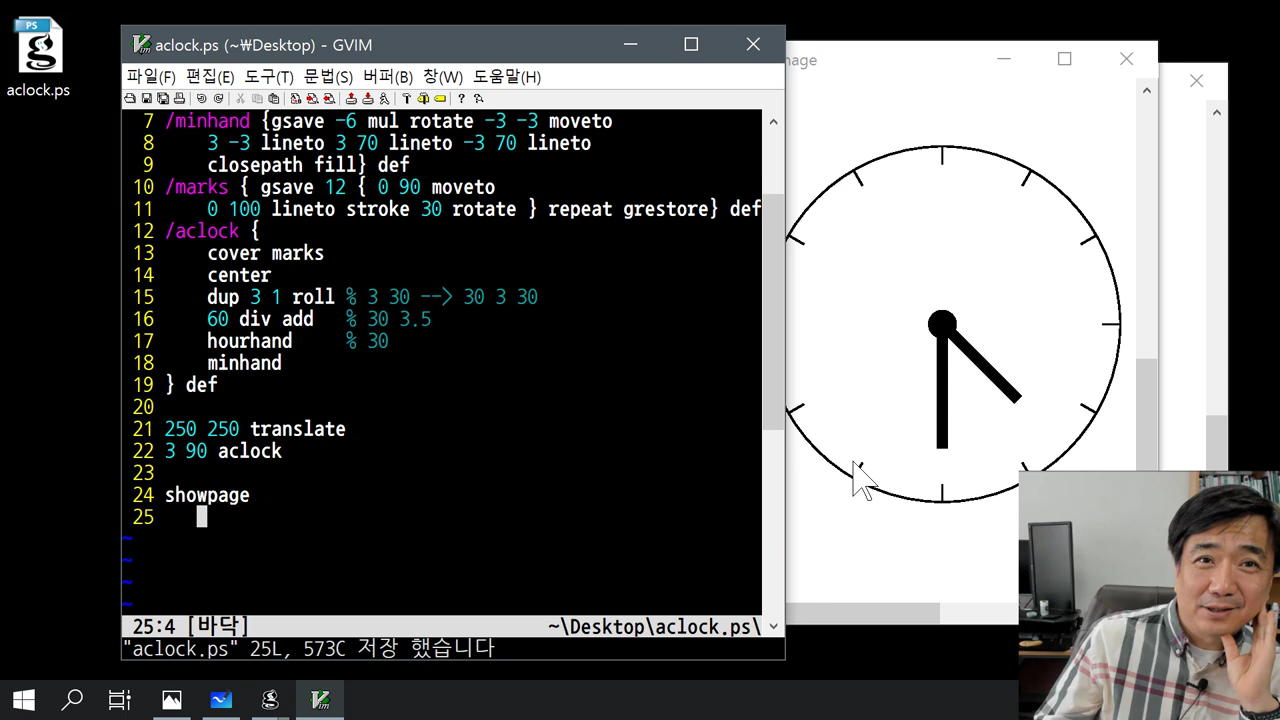 PS
aclock.ps
aclock.ps (~₩Desktop) - GVIM
파일(F) 편집(E) 도구(T) 문법(S) 버퍼(B) 창(W) 도움말(H)
7 /minhand {gsave -6 mul rotate -3 -3 moveto
8 3 -3 lineto 3 70 lineto -3 70 lineto
9 closepath fill} def
10 /marks { gsave 12 { 0 90 moveto
11 0 100 lineto stroke 30 rotate } repeat grestore} def
12 /aclock {
13 cover marks
14 center
15 dup 3 1 roll % 3 30 --> 30 3 30
16 60 div add % 30 3.5
17 hourhand % 30
18 minhand
19 } def
20
21 250 250 translate
22 3 90 aclock
23
24 showpage
25
~
~
~
~
25:4 [바닥] ~\Desktop\aclock.ps\
"aclock.ps" 25L, 573C 저장 했습니다
mage